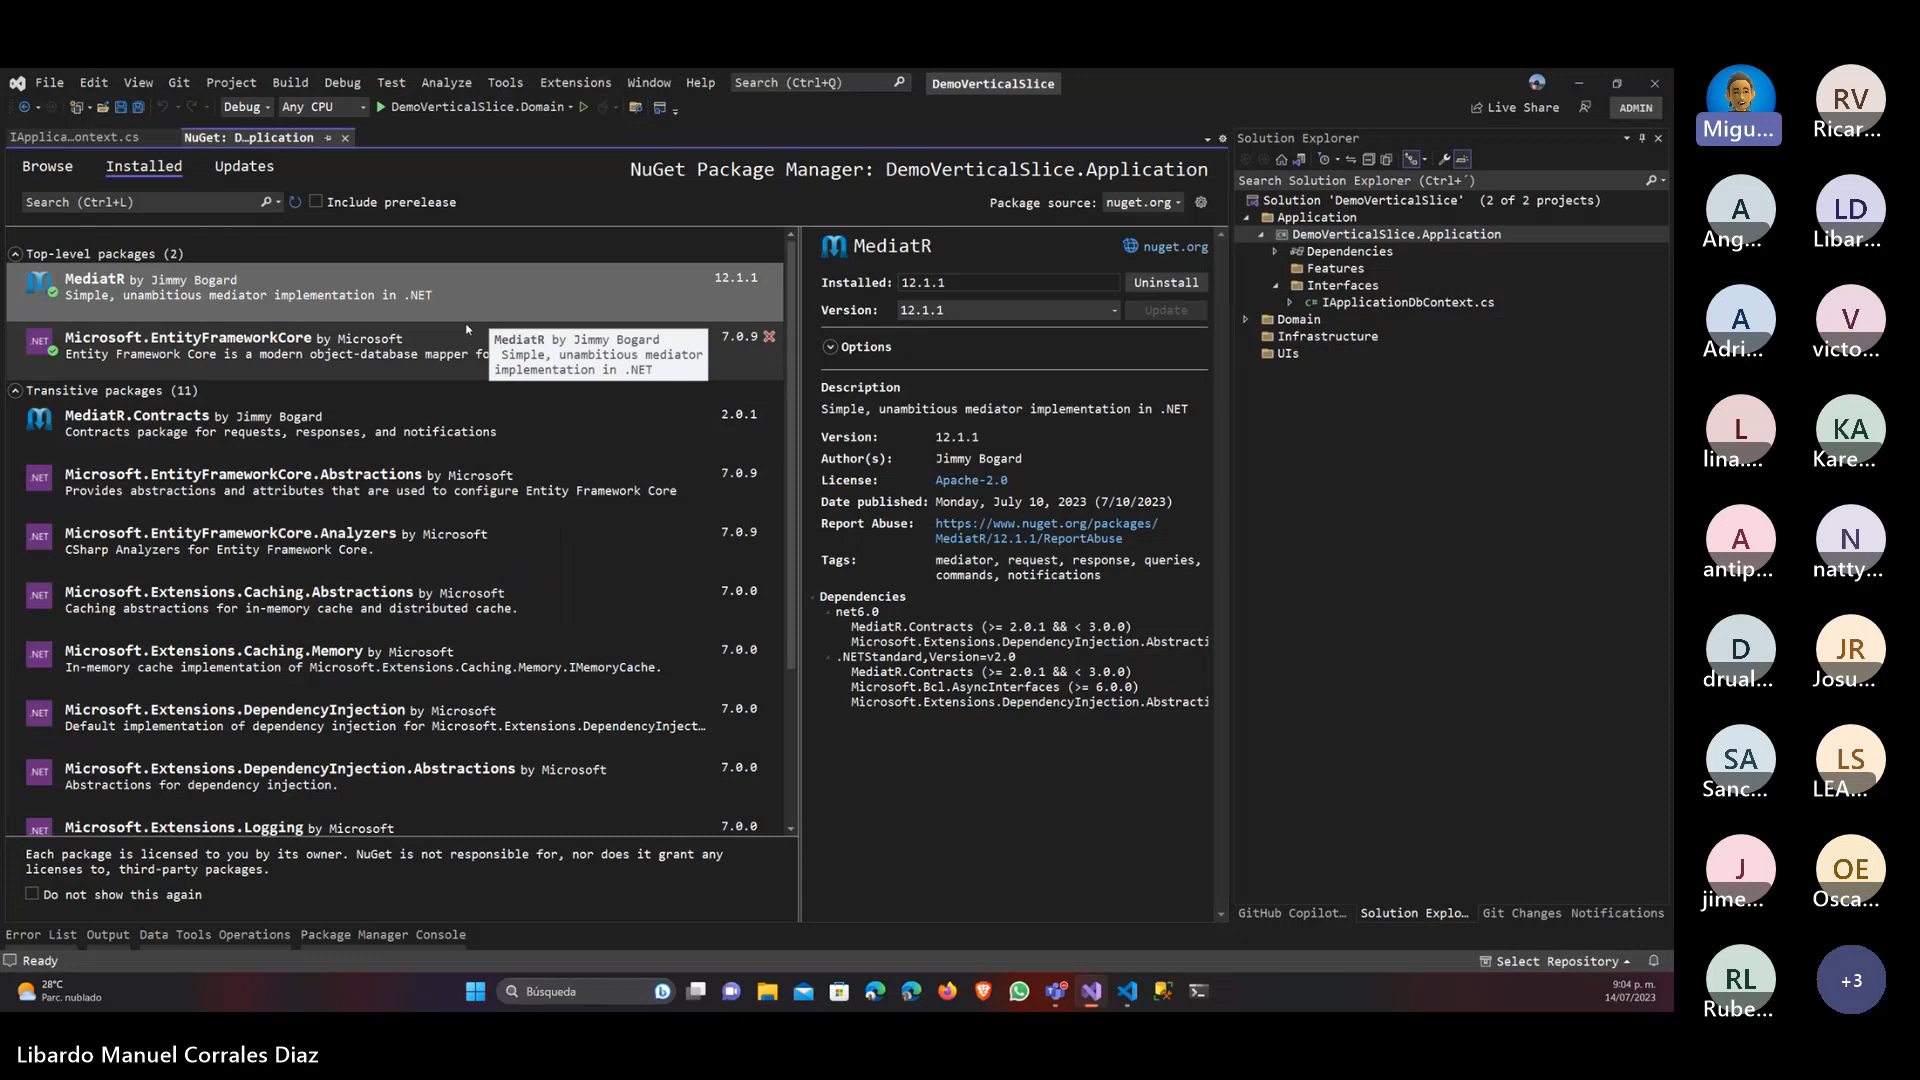 File Edit View Git Project Build Debug Test Analyze Tools Extensions Window Help Search (Ctrl+Q) DemoVerticalSlice
Debug Any CPU DemoVerticalSlice.Domain Live Share ADMIN
IApplica…ontext.cs NuGet: D…plication
Browse Installed Updates NuGet Package Manager: DemoVerticalSlice.Application
Search (Ctrl+L) Include prerelease Package source: nuget.org
Top-level packages (2)
MediatR by Jimmy Bogard 12.1.1
Simple, unambitious mediator implementation in .NET
Microsoft.EntityFrameworkCore by Microsoft 7.0.9
Entity Framework Core is a modern object-database mapper fo
MediatR by Jimmy Bogard
Simple, unambitious mediator
implementation in .NET
Transitive packages (11)
MediatR.Contracts by Jimmy Bogard 2.0.1
Contracts package for requests, responses, and notifications
.NET Microsoft.EntityFrameworkCore.Abstractions by Microsoft 7.0.9
Provides abstractions and attributes that are used to configure Entity Framework Core
.NET Microsoft.EntityFrameworkCore.Analyzers by Microsoft 7.0.9
CSharp Analyzers for Entity Framework Core.
.NET Microsoft.Extensions.Caching.Abstractions by Microsoft 7.0.0
Caching abstractions for in-memory cache and distributed cache.
.NET Microsoft.Extensions.Caching.Memory by Microsoft 7.0.0
In-memory cache implementation of Microsoft.Extensions.Caching.Memory.IMemoryCache.
.NET Microsoft.Extensions.DependencyInjection by Microsoft 7.0.0
Default implementation of dependency injection for Microsoft.Extensions.DependencyInject…
.NET Microsoft.Extensions.DependencyInjection.Abstractions by Microsoft 7.0.0
Abstractions for dependency injection.
.NET Microsoft.Extensions.Logging by Microsoft 7.0.0
Each package is licensed to you by its owner. NuGet is not responsible for, nor does it grant any
licenses to, third-party packages.
Do not show this again
MediatR nuget.org
Installed: 12.1.1 Uninstall
Version: 12.1.1 Update
Options
Description
Simple, unambitious mediator implementation in .NET
Version: 12.1.1
Author(s): Jimmy Bogard
License: Apache-2.0
Date published: Monday, July 10, 2023 (7/10/2023)
Report Abuse: https://www.nuget.org/packages/
MediatR/12.1.1/ReportAbuse
Tags: mediator, request, response, queries,
commands, notifications
Dependencies
net6.0
MediatR.Contracts (>= 2.0.1 && < 3.0.0)
Microsoft.Extensions.DependencyInjection.Abstracti
.NETStandard,Version=v2.0
MediatR.Contracts (>= 2.0.1 && < 3.0.0)
Microsoft.Bcl.AsyncInterfaces (>= 6.0.0)
Microsoft.Extensions.DependencyInjection.Abstracti
Solution Explorer
Search Solution Explorer (Ctrl+´)
Solution 'DemoVerticalSlice' (2 of 2 projects)
Application
DemoVerticalSlice.Application
Dependencies
Features
Interfaces
C# IApplicationDbContext.cs
Domain
Infrastructure
UIs
GitHub Copilot… Solution Explo… Git Changes Notifications
Error List Output Data Tools Operations Package Manager Console
Ready Select Repository
28°C
Parc. nublado
Búsqueda
9:04 p. m.
14/07/2023
Migu...
RV
Ricar...
A
Ang...
LD
Libar...
A
Adri...
V
victo...
L
lina....
KA
Kare...
A
antip...
N
natty...
D
drual...
JR
Josu...
SA
Sanc...
LS
LEA...
J
jime...
OE
Osca...
RL
Rube...
+3
Libardo Manuel Corrales Diaz